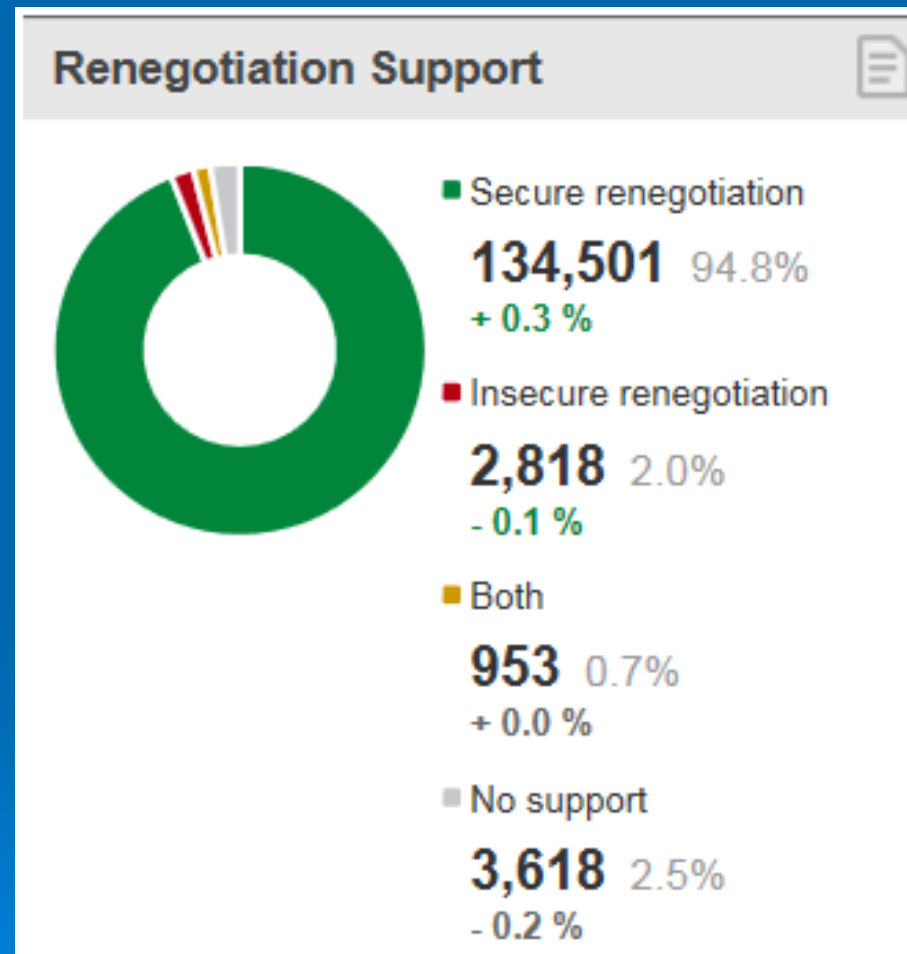 Renegotiation Support
Secure renegotiation
134,501 94.8%
+ 0.3 %
Insecure renegotiation
2,818 2.0%
- 0.1 %
Both
953 0.7%
+ 0.0 %
No support
3,618 2.5%
- 0.2 %